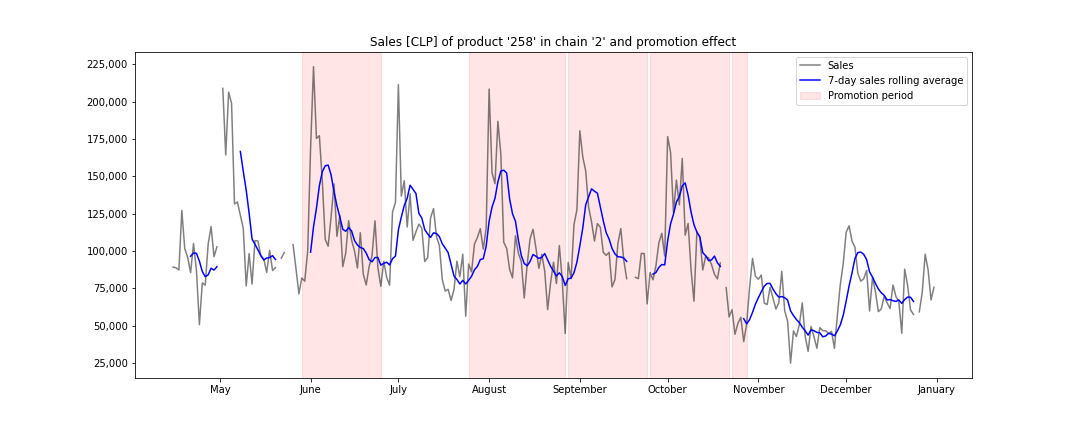 Sales [CLP] of product '258' in chain '2' and promotion effect
225,000
200,000
175,000
150,000
125,000
100,000
75,000
50,000
25,000
Sales
7-day sales rolling average
Promotion period
May June July August September October November December January